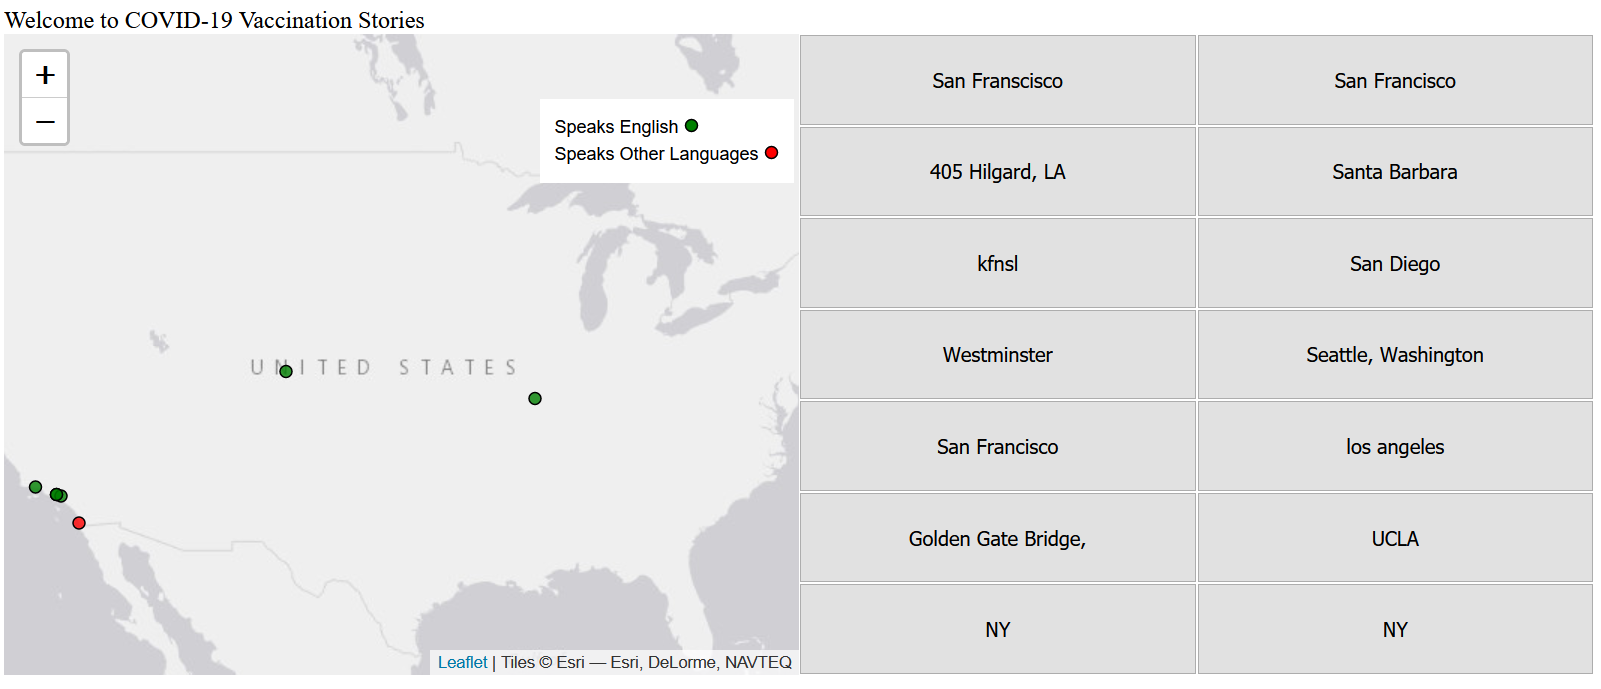 Welcome to COVID-19 Vaccination Stories
+
−
Speaks English
Speaks Other Languages
UNITED STATES
Leaflet | Tiles © Esri — Esri, DeLorme, NAVTEQ
San Franscisco
San Francisco
405 Hilgard, LA
Santa Barbara
kfnsl
San Diego
Westminster
Seattle, Washington
San Francisco
los angeles
Golden Gate Bridge,
UCLA
NY
NY